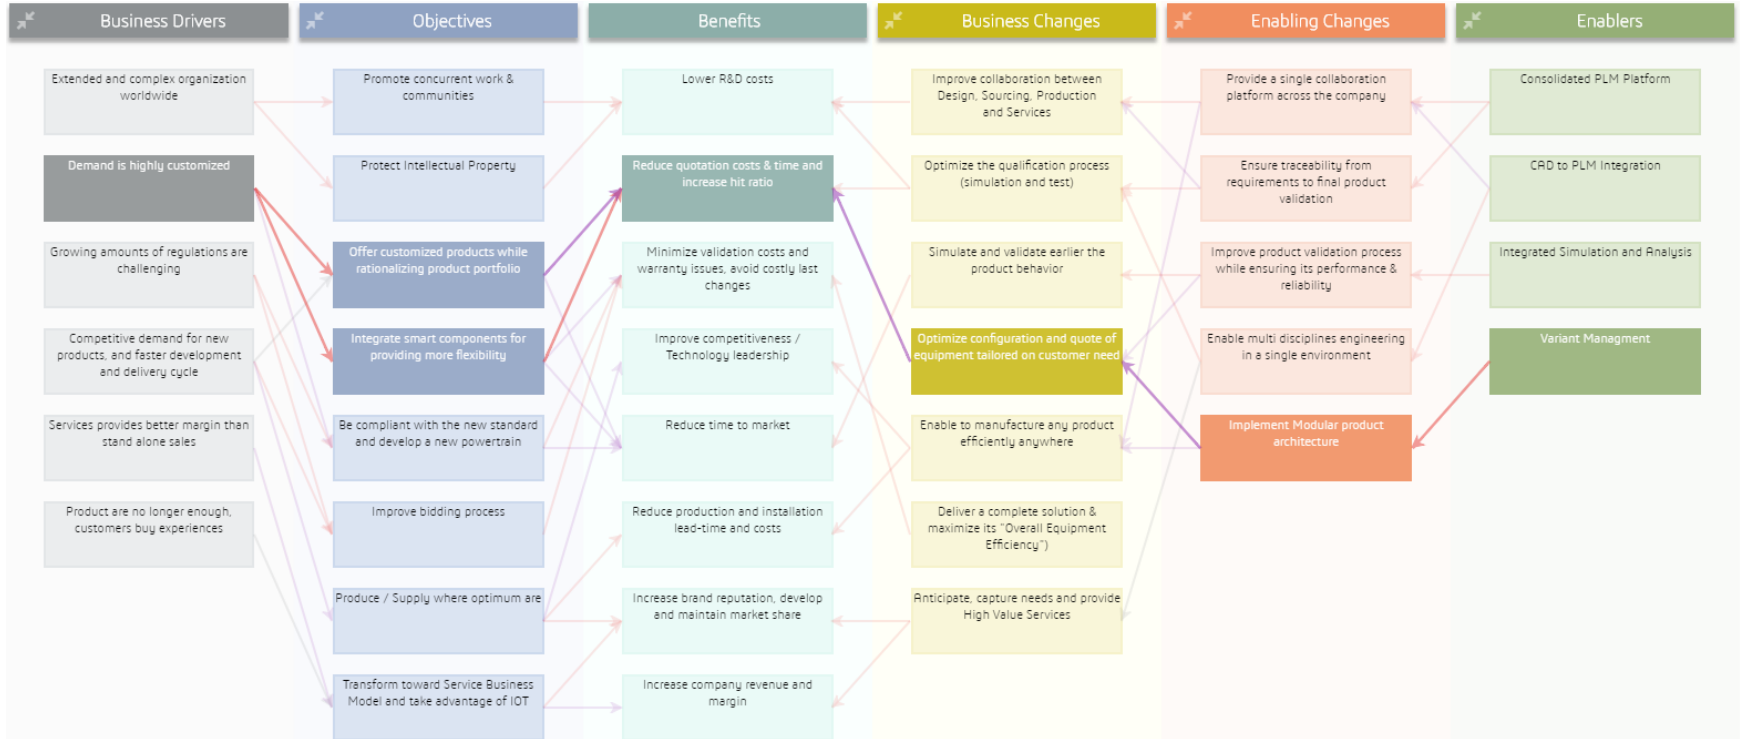 Business Drivers
Objectives
Benefits
Business Changes
Enabling Changes
Enablers
Extended and complex organization
worldwide
Demand is highly customized
Growing amounts of regulations are
challenging
Competitive demand for new
products, and faster development
and delivery cycle
Services provides better margin than
stand alone sales
Product are no longer enough,
customers buy experiences
Promote concurrent work &
communities
Protect Intellectual Property
Offer customized products while
rationalizing product portfolio
Integrate smart components for
providing more flexibility
Be compliant with the new standard
and develop a new powertrain
Improve bidding process
Produce / Supply where optimum are
Transform toward Service Business
Model and take advantage of IOT
Lower R&D costs
Reduce quotation costs & time and
increase hit ratio
Minimize validation costs and
warranty issues, avoid costly last
changes
Improve competitiveness /
Technology leadership
Reduce time to market
Reduce production and installation
lead-time and costs
Increase brand reputation, develop
and maintain market share
Increase company revenue and
margin
Improve collaboration between
Design, Sourcing, Production
and Services
Optimize the qualification process
(simulation and test)
Simulate and validate earlier the
product behavior
Optimize configuration and quote of
equipment tailored on customer need
Enable to manufacture any product
efficiently anywhere
Deliver a complete solution &
maximize its "Overall Equipment
Efficiency")
Anticipate, capture needs and provide
High Value Services
Provide a single collaboration
platform across the company
Ensure traceability from
requirements to final product
validation
Improve product validation process
while ensuring its performance &
reliability
Enable multi disciplines engineering
in a single environment
Implement Modular product
architecture
Consolidated PLM Platform
CAD to PLM Integration
Integrated Simulation and Analysis
Variant Managment